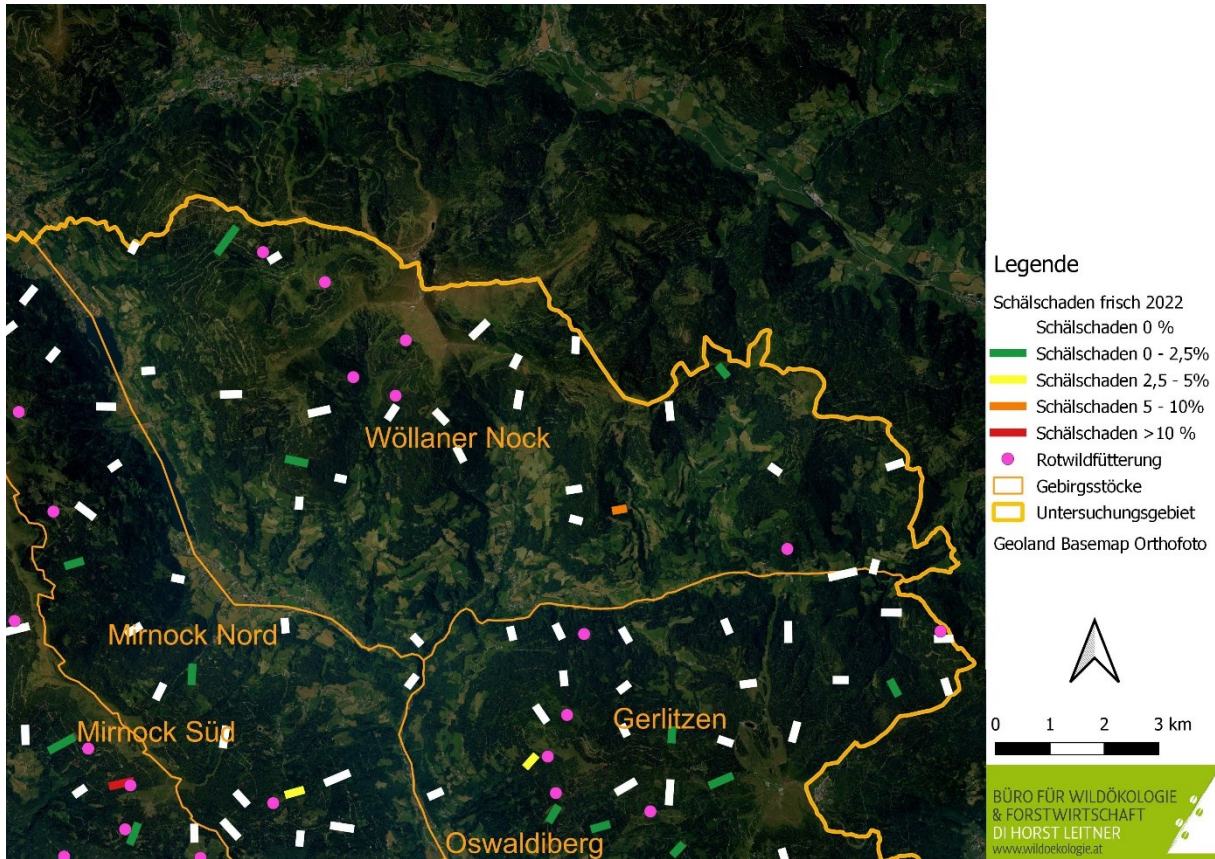 Wöllaner Nock
Mirnock Nord
Mirnock Süd
Gerlitzen
Oswaldiberg
Legende
Schälschaden frisch 2022
Schälschaden 0 %
Schälschaden 0 - 2,5%
Schälschaden 2,5 - 5%
Schälschaden 5 - 10%
Schälschaden >10 %
Rotwildfütterung
Gebirgsstöcke
Untersuchungsgebiet
Geoland Basemap Orthofoto
0 1 2 3 km
BÜRO FÜR WILDÖKOLOGIE
& FORSTWIRTSCHAFT
DI HORST LEITNER
www.wildoekologie.at